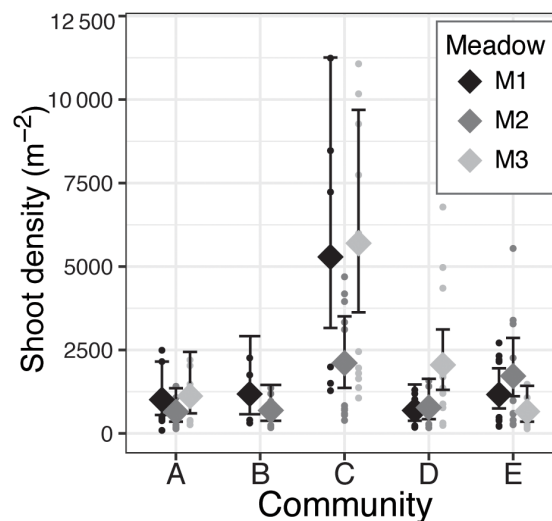 12 500
10 000
7500
5000
2500
0
Shoot density (m⁻²)
Meadow
M1
M2
M3
A B C D E
Community